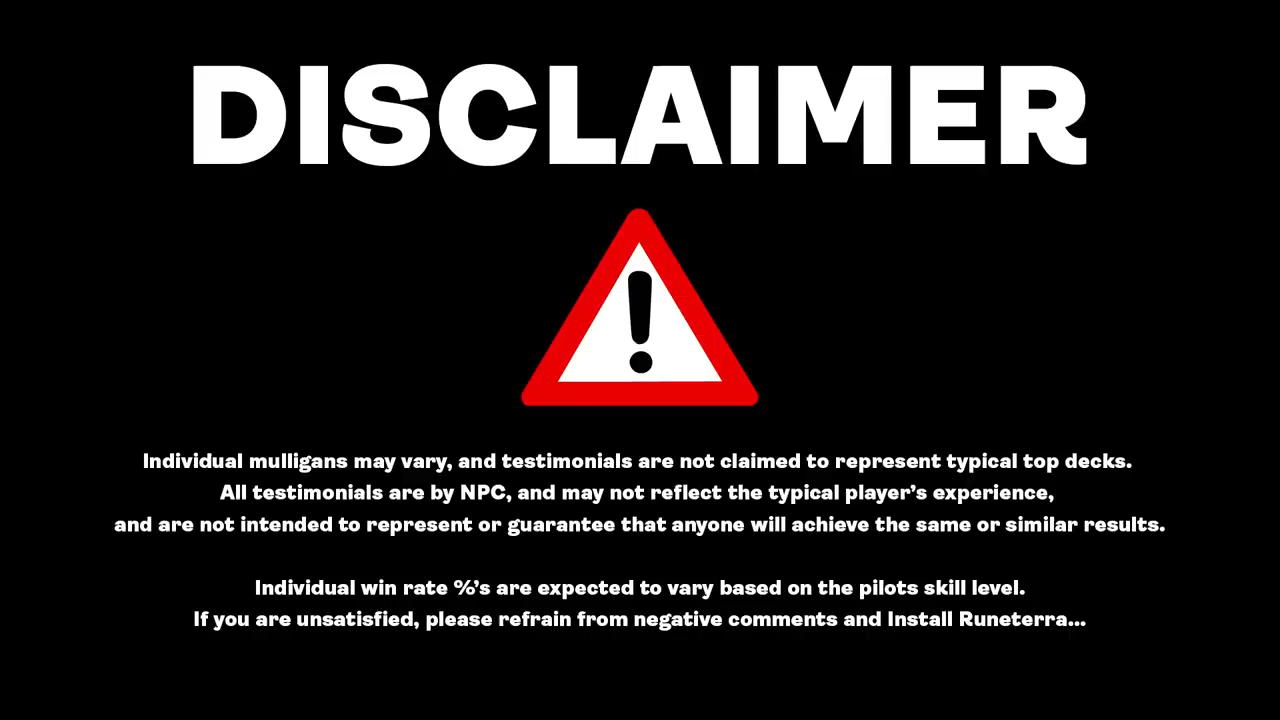 DISCLAIMER
Individual mulligans may vary, and testimonials are not claimed to represent typical top decks.
All testimonials are by NPC, and may not reflect the typical player's experience,
and are not intended to represent or guarantee that anyone will achieve the same or similar results.
Individual win rate %'s are expected to vary based on the pilots skill level.
If you are unsatisfied, please refrain from negative comments and Install Runeterra...